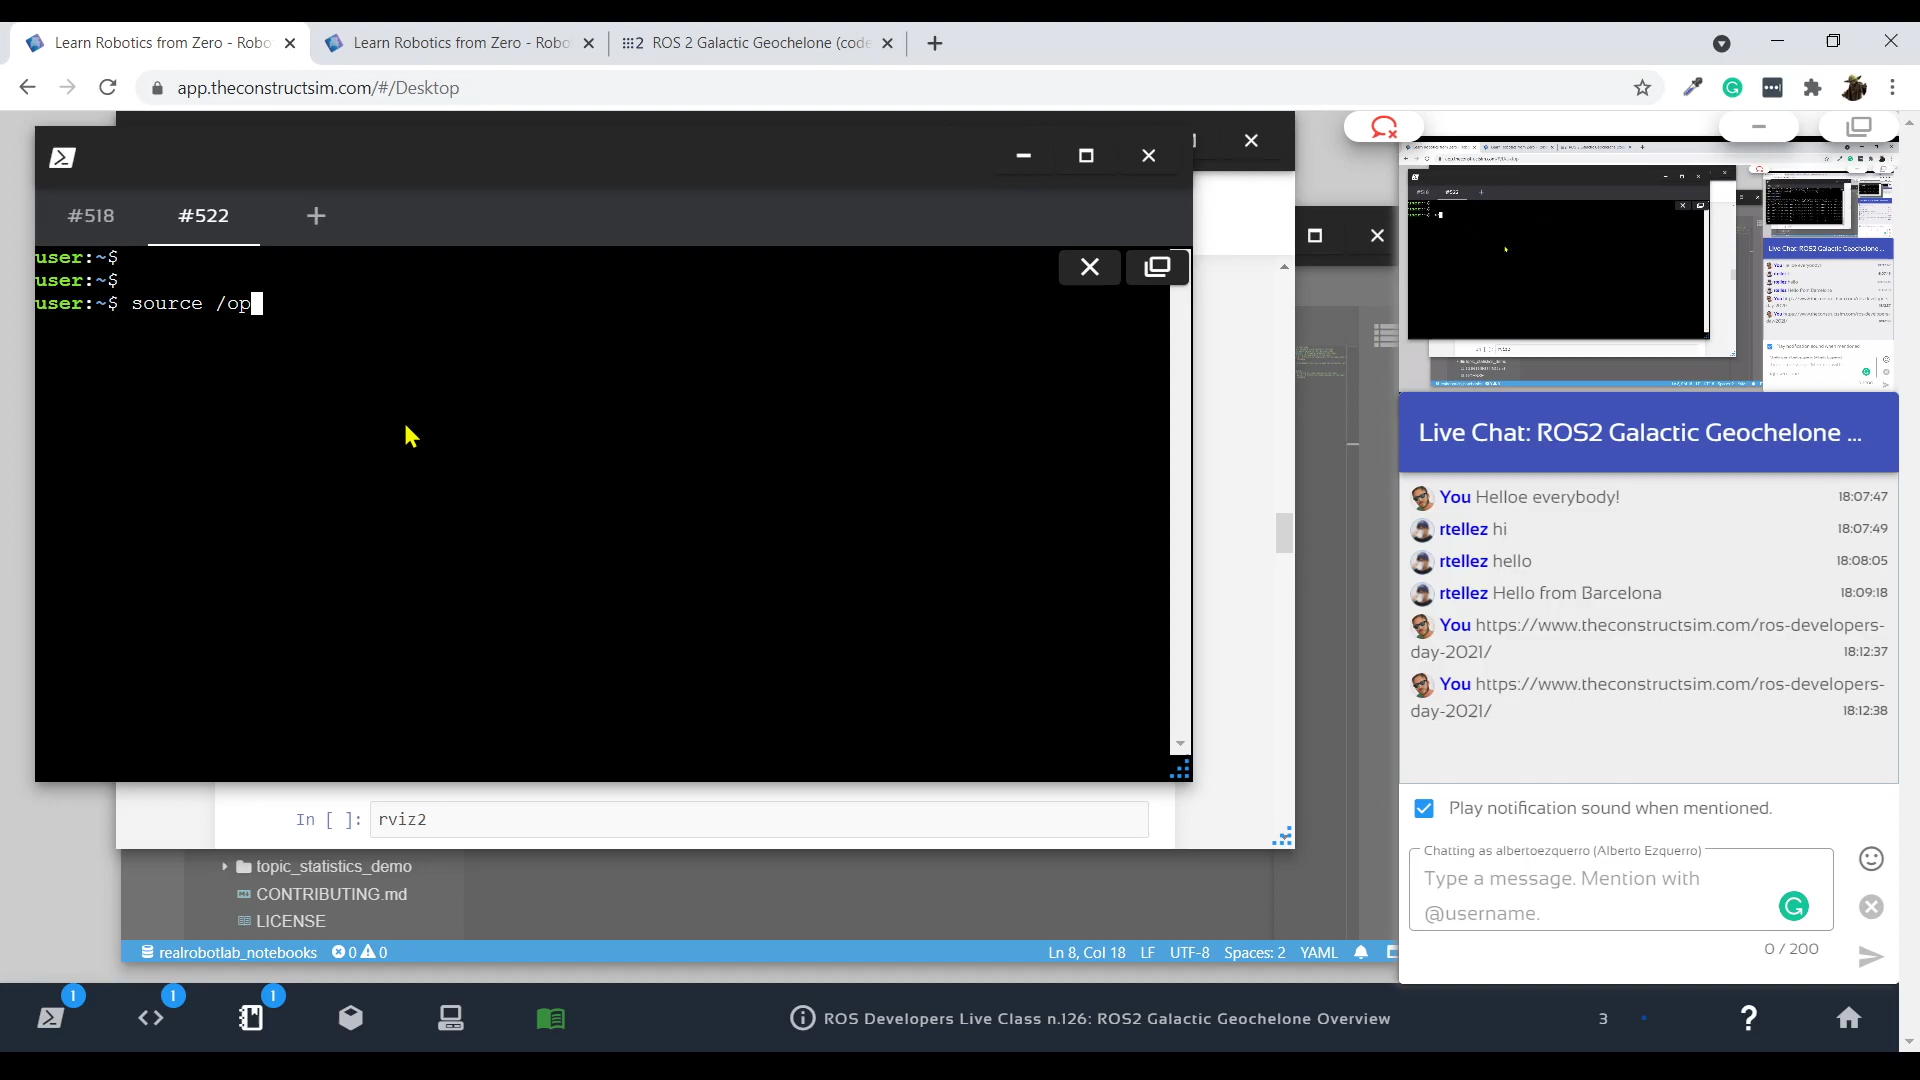 Learn Robotics from Zero - Robo
Learn Robotics from Zero - Robo
ROS 2 Galactic Geochelone (code
app.theconstructsim.com/#/Desktop
#518
#522
user:~$
user:~$
user:~$ source /op
In [ ]: rviz2
topic_statistics_demo
CONTRIBUTING.md
LICENSE
realrobotlab_notebooks 0 0
Ln 8, Col 18 LF UTF-8 Spaces: 2 YAML
Live Chat: ROS2 Galactic Geochelone ...
You Helloe everybody! 18:07:47
rtellez hi 18:07:49
rtellez hello 18:08:05
rtellez Hello from Barcelona 18:09:18
You https://www.theconstructsim.com/ros-developers-
day-2021/ 18:12:37
You https://www.theconstructsim.com/ros-developers-
day-2021/ 18:12:38
Play notification sound when mentioned.
Chatting as albertoezquerro (Alberto Ezquerro)
Type a message. Mention with
@username.
0 / 200
1
1
1
ROS Developers Live Class n.126: ROS2 Galactic Geochelone Overview
3